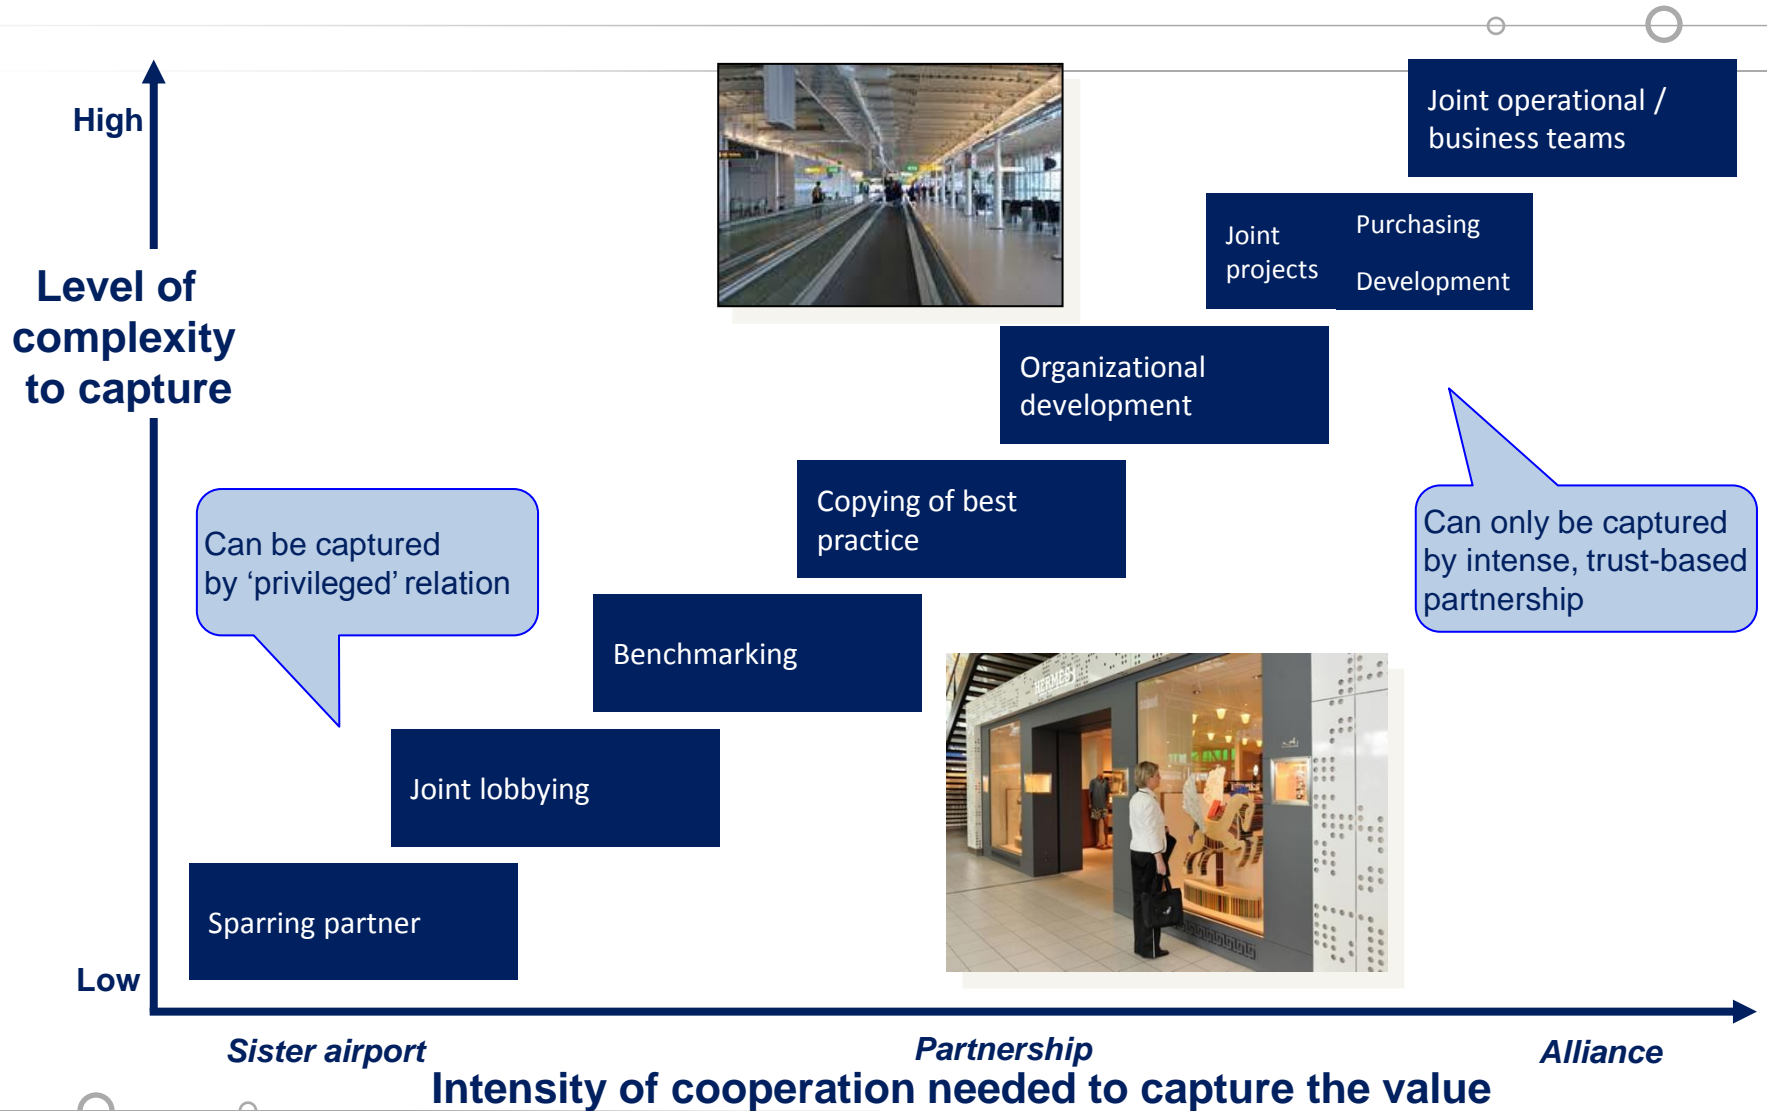 High
Joint operational /
business teams
Joint
projects
Purchasing
Development
Level of
complexity
to capture
Organizational
development
Copying of best
practice
Can be captured
by ‘privileged’ relation
Can only be captured
by intense, trust-based
partnership
Benchmarking
HERMES
Joint lobbying
Sparring partner
Low
Sister airport
Partnership
Alliance
Intensity of cooperation needed to capture the value